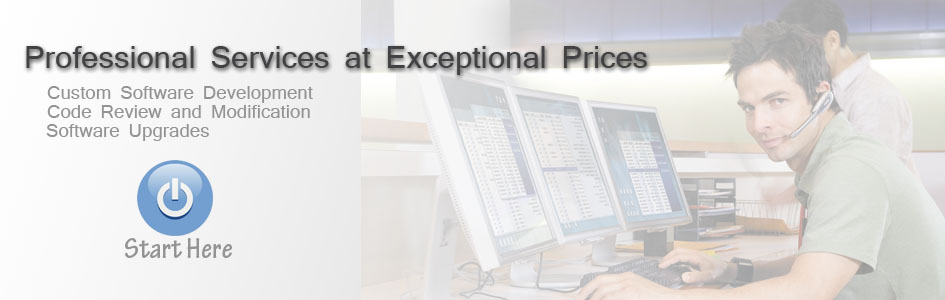 Professional Services at Exceptional Prices
Custom Software Development
Code Review and Modification
Software Upgrades
Start Here